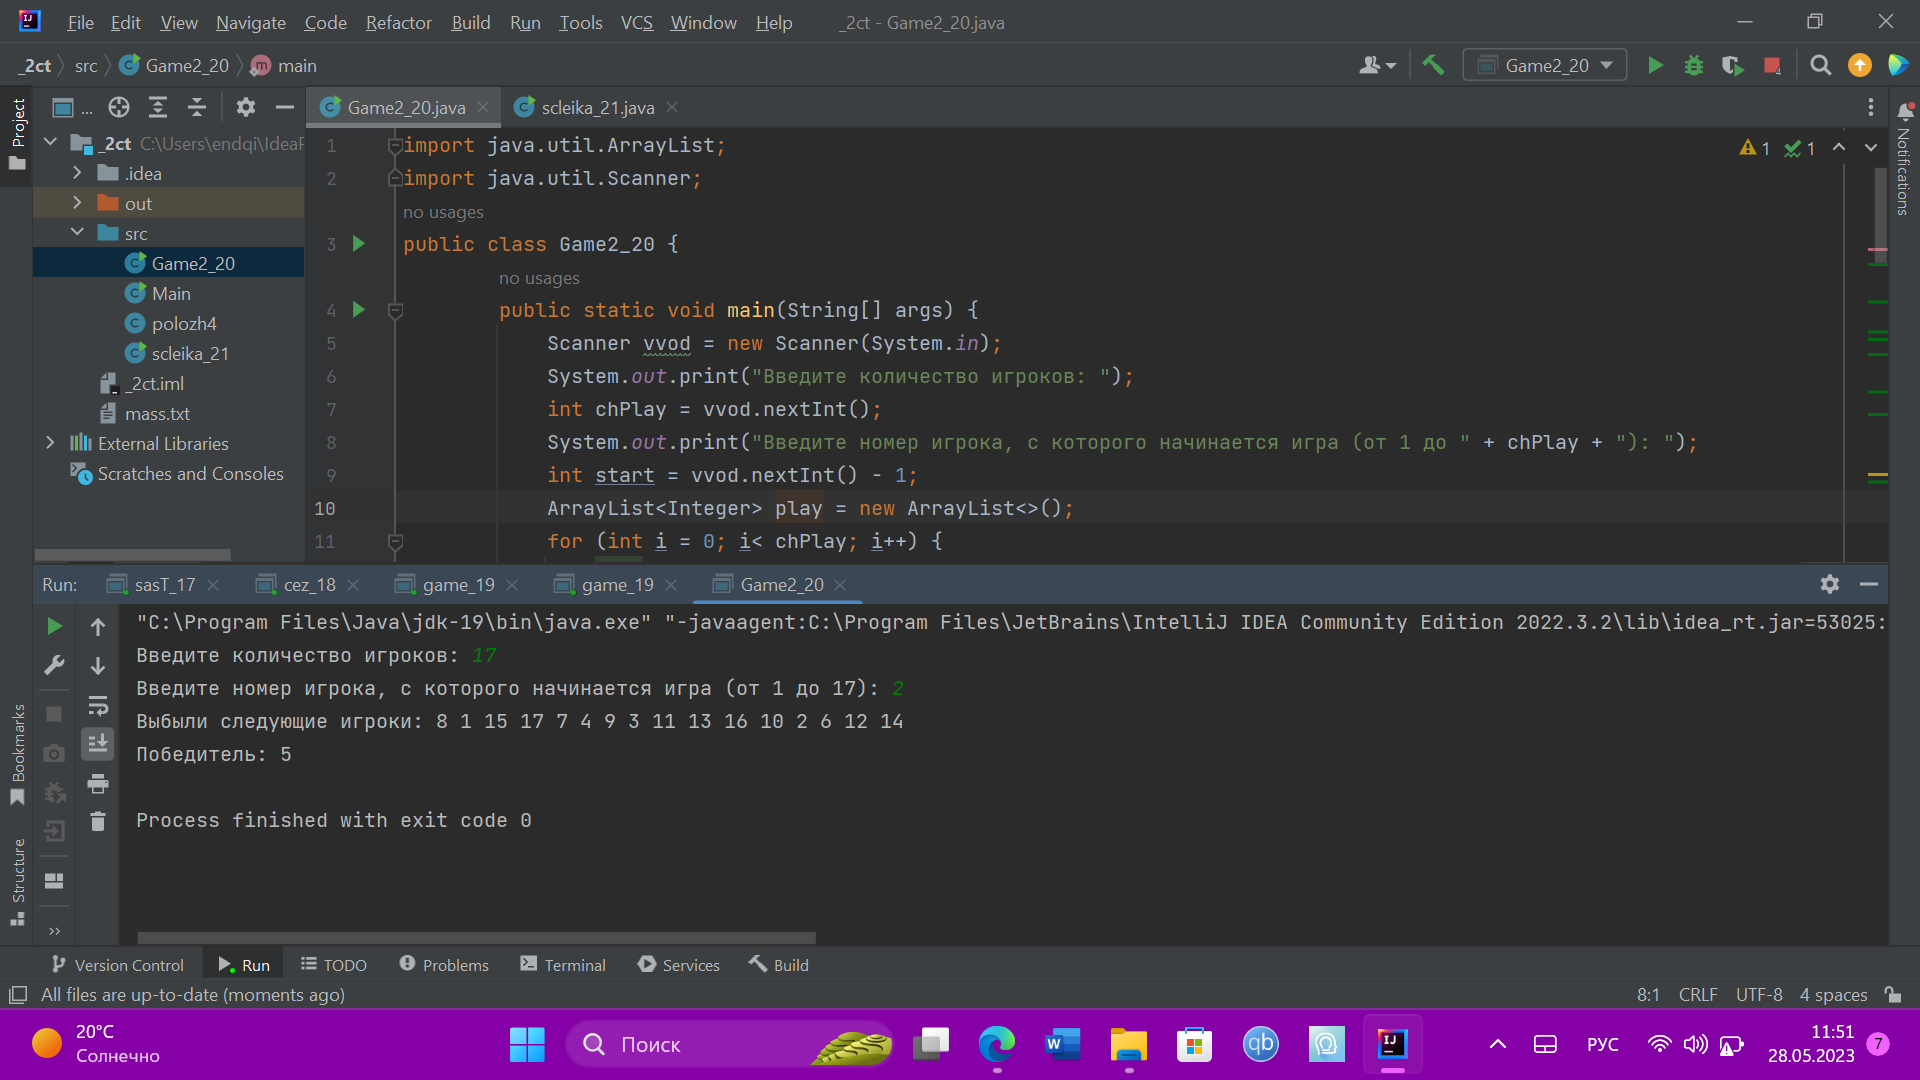 File Edit View Navigate Code Refactor Build Run Tools VCS Window Help _2ct - Game2_20.java
_2ct src Game2_20 main Game2_20
Project ... Game2_20.java scleika_21.java
_2ct C:\Users\endqi\IdeaP
.idea
out
src
Game2_20
Main
polozh4
scleika_21
_2ct.iml
mass.txt
External Libraries
Scratches and Consoles
1 import java.util.ArrayList;
2 import java.util.Scanner;
no usages
3 public class Game2_20 {
no usages
4 public static void main(String[] args) {
5 Scanner vvod = new Scanner(System.in);
6 System.out.print("Введите количество игроков: ");
7 int chPlay = vvod.nextInt();
8 System.out.print("Введите номер игрока, с которого начинается игра (от 1 до " + chPlay + "): ");
9 int start = vvod.nextInt() - 1;
10 ArrayList<Integer> play = new ArrayList<>();
11 for (int i = 0; i< chPlay; i++) {
1 1
Notifications
Run: sasT_17 cez_18 game_19 game_19 Game2_20
"C:\Program Files\Java\jdk-19\bin\java.exe" "-javaagent:C:\Program Files\JetBrains\IntelliJ IDEA Community Edition 2022.3.2\lib\idea_rt.jar=53025:
Введите количество игроков: 17
Введите номер игрока, с которого начинается игра (от 1 до 17): 2
Выбыли следующие игроки: 8 1 15 17 7 4 9 3 11 13 16 10 2 6 12 14
Победитель: 5
Process finished with exit code 0
Bookmarks
Structure
Version Control Run TODO Problems Terminal Services Build
All files are up-to-date (moments ago) 8:1 CRLF UTF-8 4 spaces
20°C
Солнечно
Поиск
РУС
11:51
28.05.2023
7